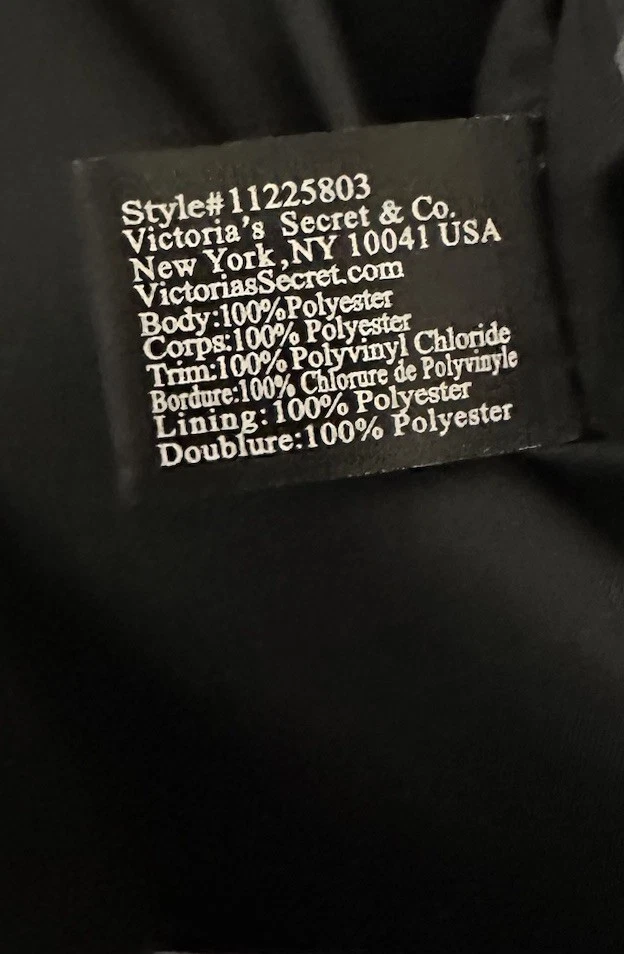 Style#11225803
Victoria's Secret & Co.
New York,NY 10041 USA
VictoriasSecret.com
Body:100%Polyester
Corps:100% Polyester
Trim:100% Polyvinyl Chloride
Bordure:100% Chlorure de Polyvinyle
Lining: 100% Polyester
Doublure:100% Polyester